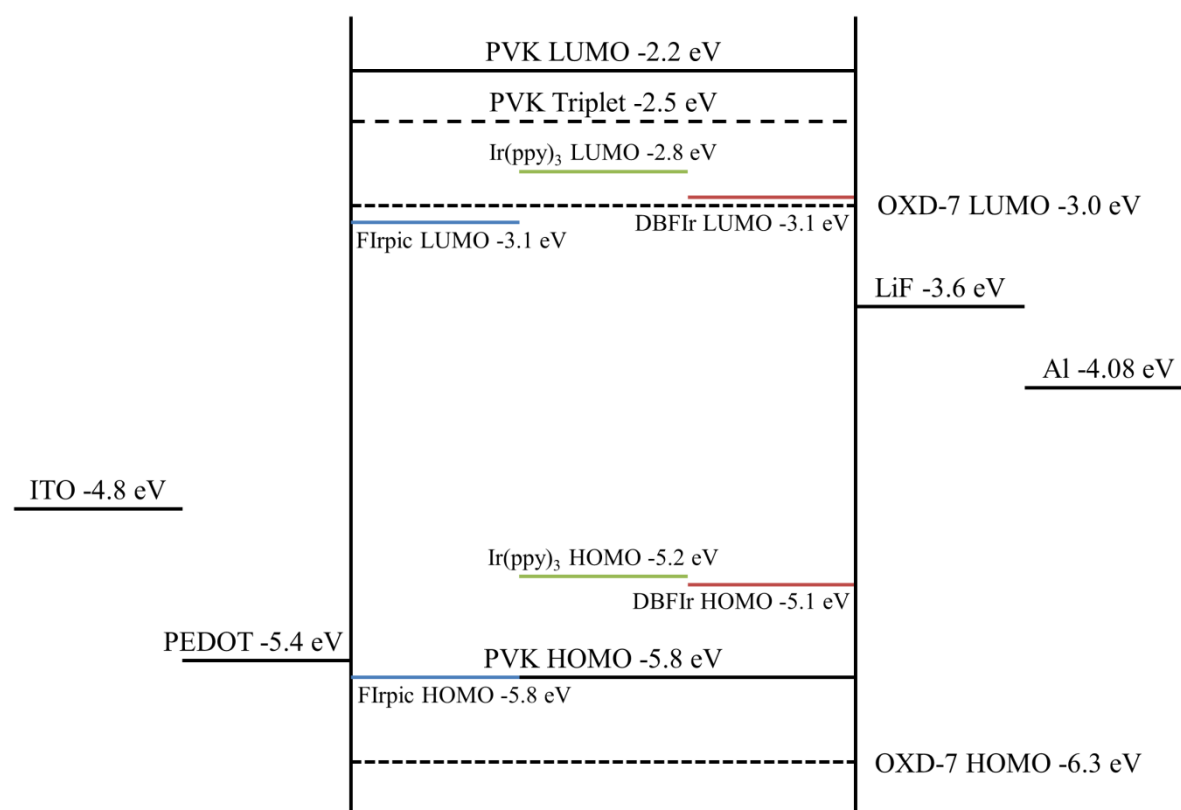 PVK LUMO -2.2 eV
PVK Triplet -2.5 eV
Ir(ppy)₃ LUMO -2.8 eV
OXD-7 LUMO -3.0 eV
DBFIr LUMO -3.1 eV
FIrpic LUMO -3.1 eV
LiF -3.6 eV
Al -4.08 eV
ITO -4.8 eV
Ir(ppy)₃ HOMO -5.2 eV
DBFIr HOMO -5.1 eV
PEDOT -5.4 eV
PVK HOMO -5.8 eV
FIrpic HOMO -5.8 eV
OXD-7 HOMO -6.3 eV